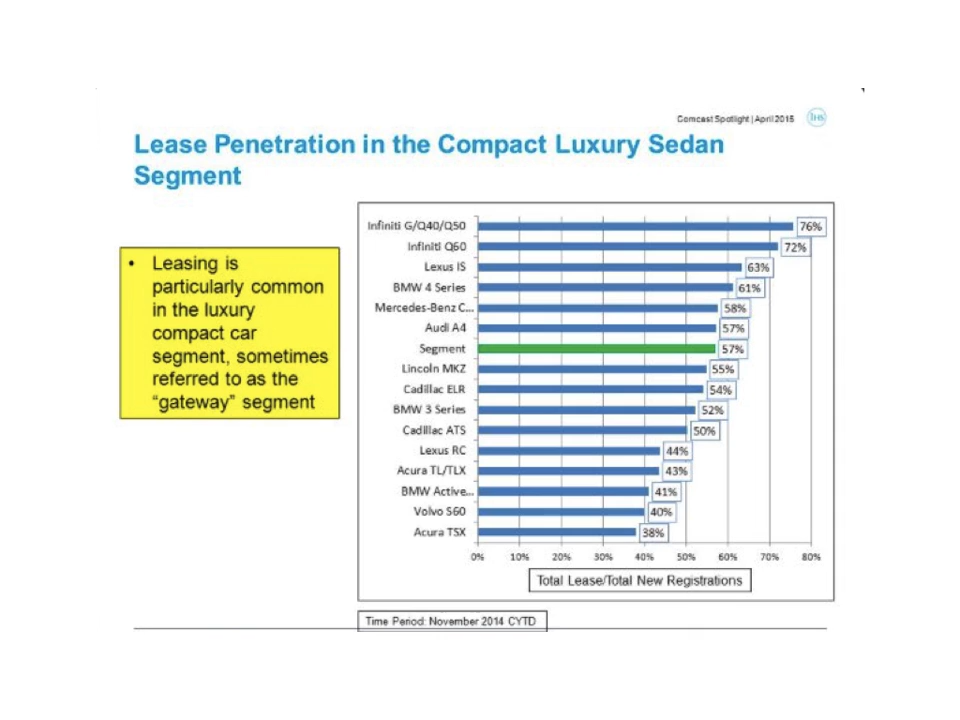 Comcast Spotlight | April 2015
IHS
Lease Penetration in the Compact Luxury Sedan
Segment
• Leasing is
particularly common
in the luxury
compact car
segment, sometimes
referred to as the
“gateway” segment
Infiniti G/Q40/Q50 76%
Infiniti Q60 72%
Lexus IS 63%
BMW 4 Series 61%
Mercedes-Benz C... 58%
Audi A4 57%
Segment 57%
Lincoln MKZ 55%
Cadillac ELR 54%
BMW 3 Series 52%
Cadillac ATS 50%
Lexus RC 44%
Acura TL/TLX 43%
BMW Active... 41%
Volvo S60 40%
Acura TSX 38%
0% 10% 20% 30% 40% 50% 60% 70% 80%
Total Lease/Total New Registrations
Time Period: November 2014 CYTD